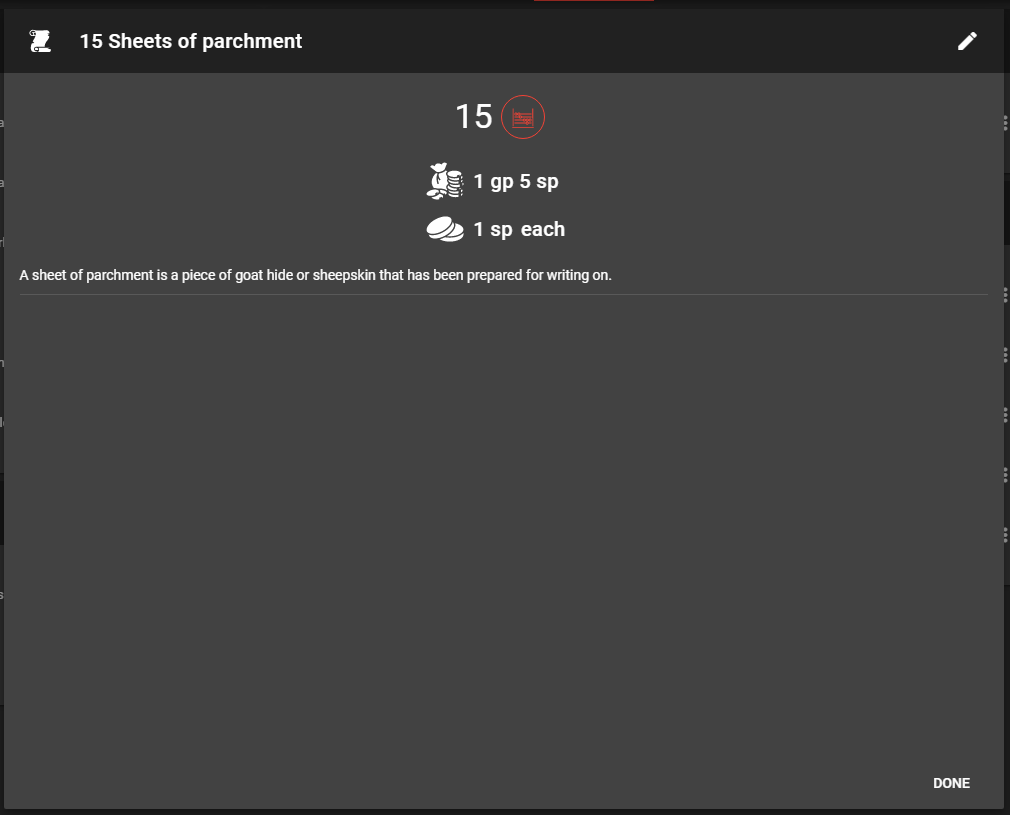 15 Sheets of parchment
15
1 gp 5 sp
1 sp each
A sheet of parchment is a piece of goat hide or sheepskin that has been prepared for writing on.
DONE